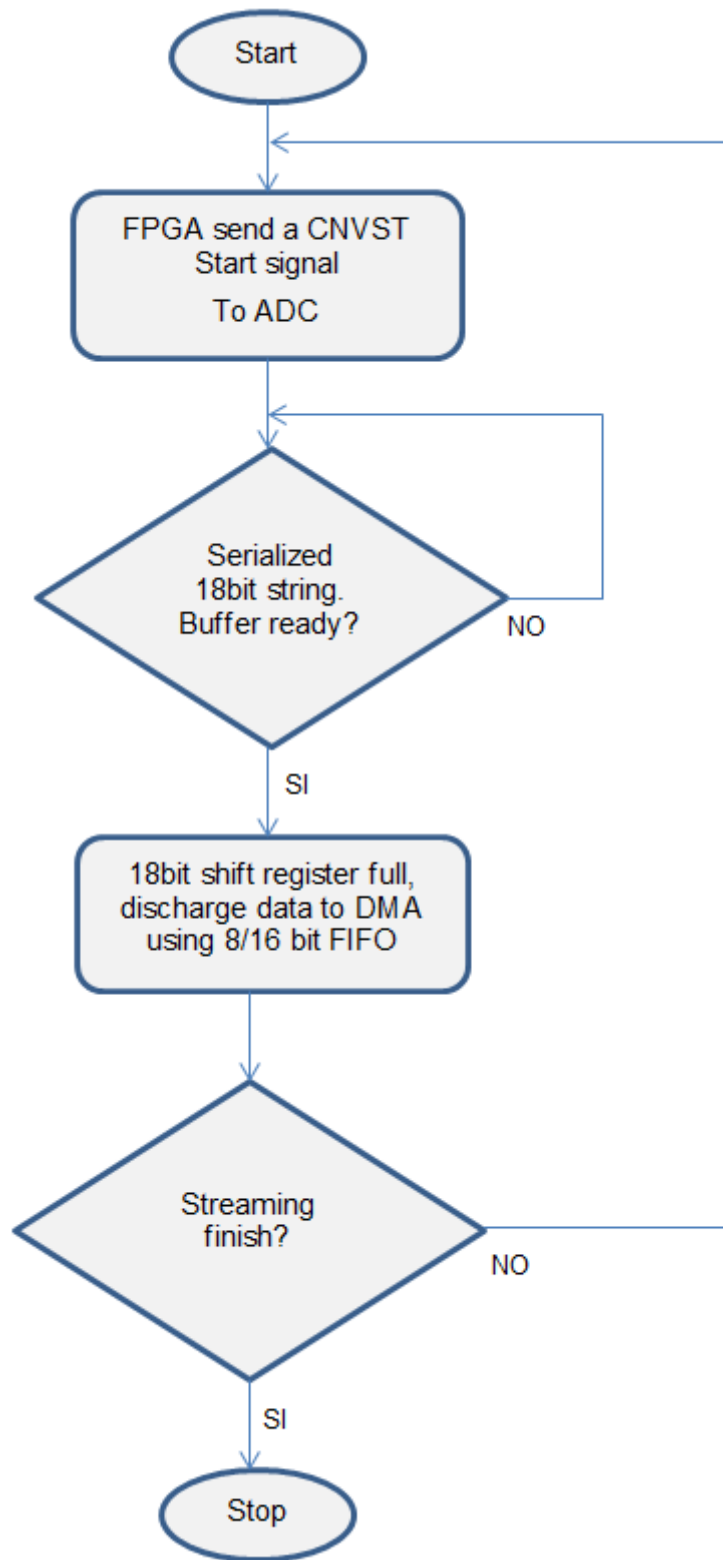 Start
FPGA send a CNVST
Start signal
To ADC
Serialized
18bit string.
Buffer ready?
NO
SI
18bit shift register full,
discharge data to DMA
using 8/16 bit FIFO
Streaming
finish?
NO
SI
Stop